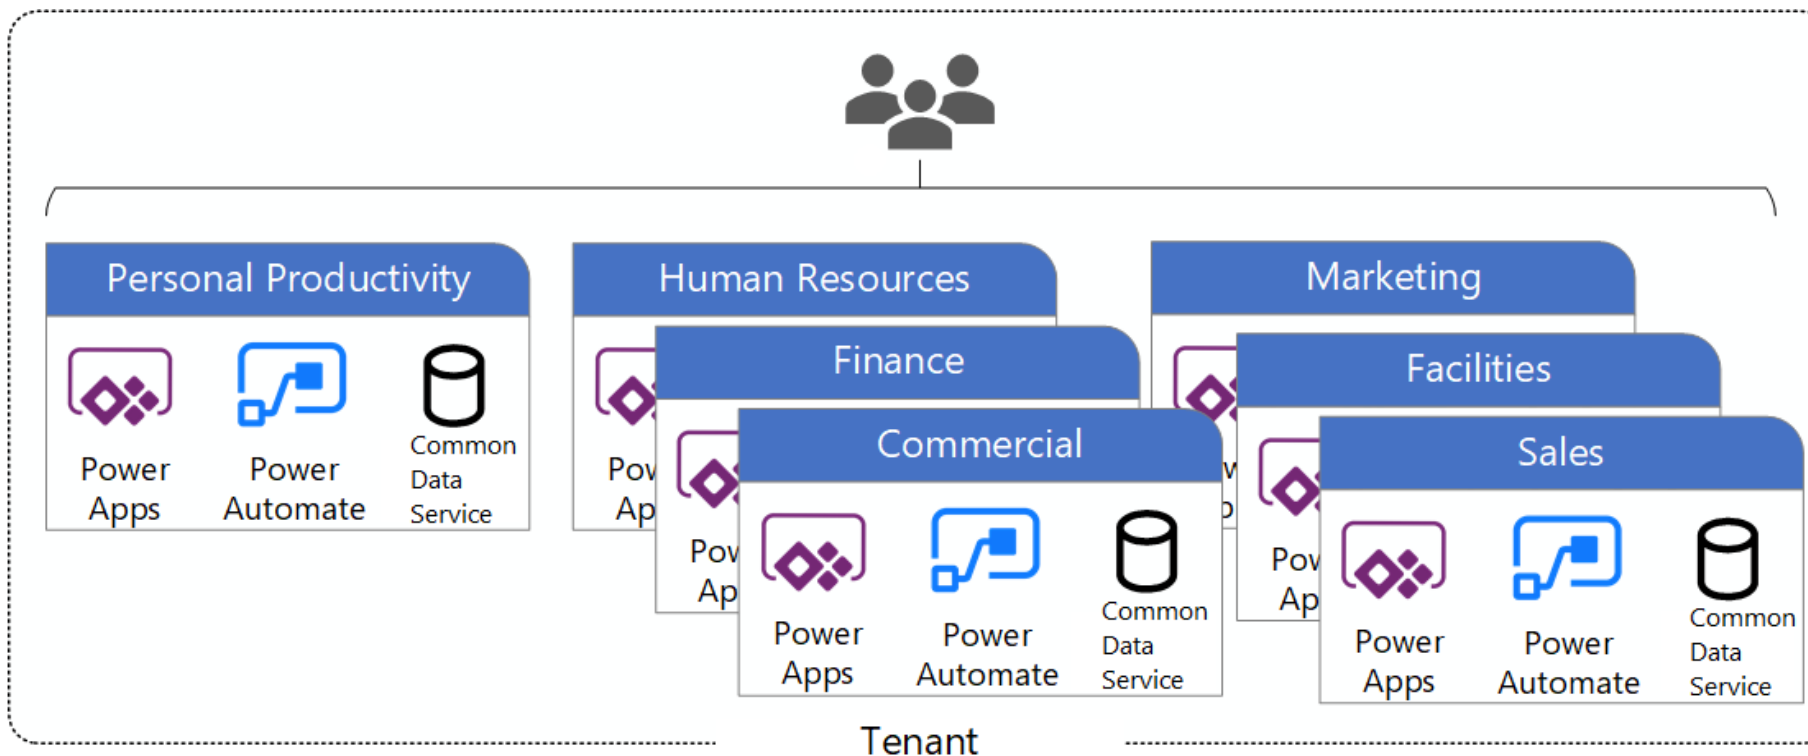 Personal Productivity
Power
Apps
Power
Automate
Common
Data
Service
Human Resources
Finance
Commercial
Power
Apps
Power
Automate
Common
Data
Service
Marketing
Facilities
Sales
Power
Apps
Power
Automate
Common
Data
Service
Tenant